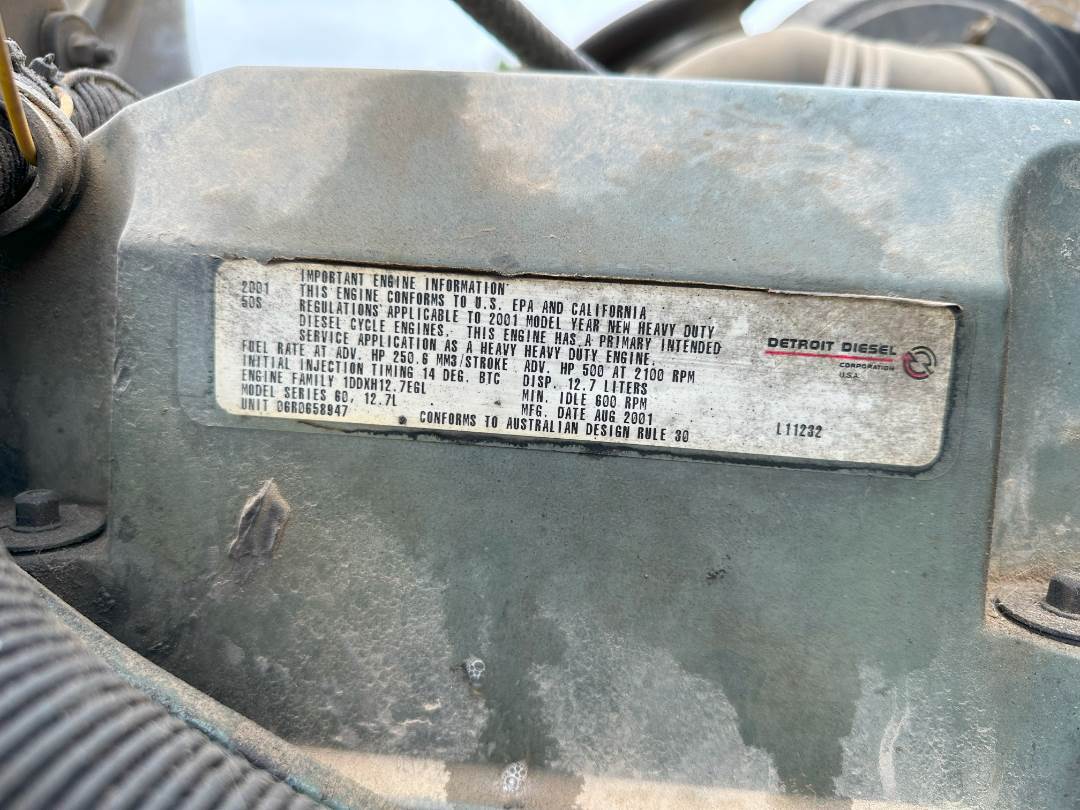 IMPORTANT ENGINE INFORMATION
2001 THIS ENGINE CONFORMS TO U.S. EPA AND CALIFORNIA
50S REGULATIONS APPLICABLE TO 2001 MODEL YEAR NEW HEAVY DUTY
DIESEL CYCLE ENGINES. THIS ENGINE HAS A PRIMARY INTENDED
SERVICE APPLICATION AS A HEAVY HEAVY DUTY ENGINE.
FUEL RATE AT ADV. HP 250.6 MM3/STROKE ADV. HP 500 AT 2100 RPM
INITIAL INJECTION TIMING 14 DEG. BTC DISP. 12.7 LITERS
ENGINE FAMILY 1DDXH12.7EGL MIN. IDLE 600 RPM
MODEL SERIES 60, 12.7L MFG. DATE AUG 2001
UNIT 06R0658947 CONFORMS TO AUSTRALIAN DESIGN RULE 30
DETROIT DIESEL
CORPORATION
U.S.A.
L11232